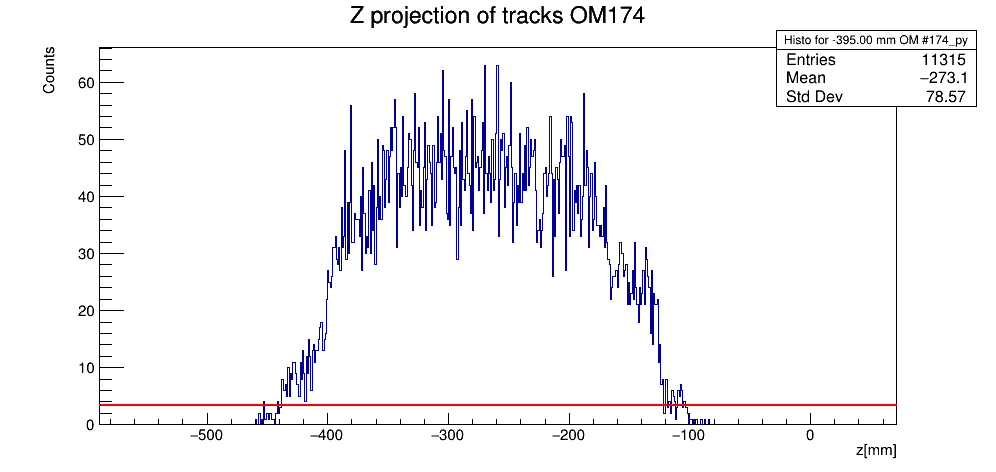 Z projection of tracks OM174
Histo for -395.00 mm OM #174_py
Entries 11315
Mean −273.1
Std Dev 78.57
Counts
60
50
40
30
20
10
0
−500 −400 −300 −200 −100 0
z[mm]